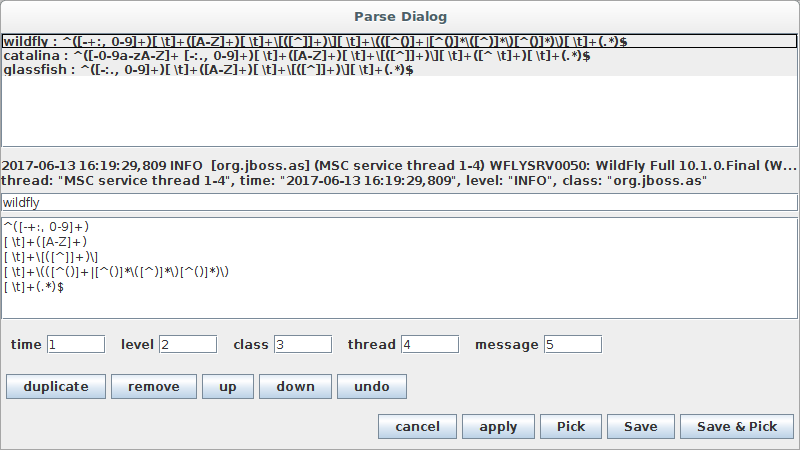 Parse Dialog
wildfly : ^([-+:, 0-9]+)[ \t]+([A-Z]+)[ \t]+\[([^]]+)\][ \t]+\(([^()]+|[^()]*\([^)]*\)[^()]*)\)[ \t]+(.*)$
catalina : ^([-0-9a-zA-Z]+ [-:., 0-9]+)[ \t]+([A-Z]+)[ \t]+\[([^]]+)\][ \t]+([^ \t]+)[ \t]+(.*)$
glassfish : ^([-:., 0-9]+)[ \t]+([A-Z]+)[ \t]+\[([^]]+)\][ \t]+(.*)$
2017-06-13 16:19:29,809 INFO  [org.jboss.as] (MSC service thread 1-4) WFLYSRV0050: WildFly Full 10.1.0.Final (W...
thread: "MSC service thread 1-4", time: "2017-06-13 16:19:29,809", level: "INFO", class: "org.jboss.as"
wildfly
^([-+:, 0-9]+)
[ \t]+([A-Z]+)
[ \t]+\[([^]]+)\]
[ \t]+\(([^()]+|[^()]*\([^)]*\)[^()]*)\)
[ \t]+(.*)$
time 1 level 2 class 3 thread 4 message 5
duplicate remove up down undo
cancel apply Pick Save Save & Pick